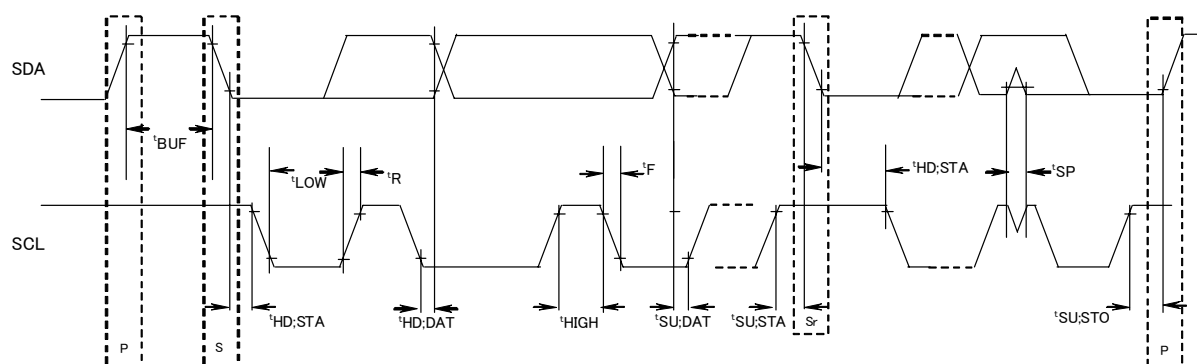 SDA
tBUF
tLOW
tR
tF
tHD;STA
tSP
SCL
tHD;STA
tHD;DAT
tHIGH
tSU;DAT
tSU;STA
Sr
tSU;STO
P
S
P